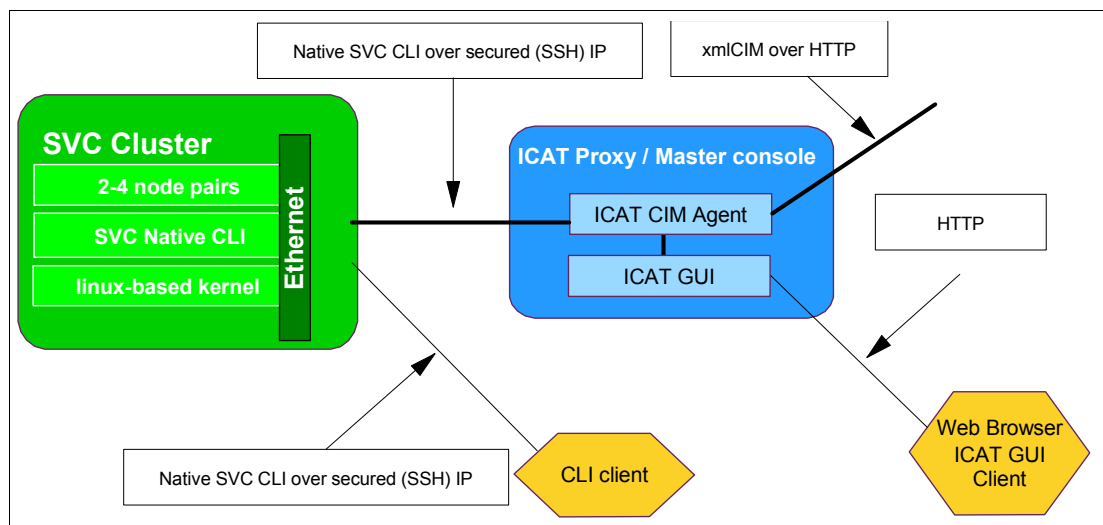 Native SVC CLI over secured (SSH) IP
xmlCIM over HTTP
SVC Cluster
2-4 node pairs
SVC Native CLI
linux-based kernel
Ethernet
ICAT Proxy / Master console
ICAT CIM Agent
ICAT GUI
HTTP
Native SVC CLI over secured (SSH) IP
CLI client
Web Browser
ICAT GUI
Client